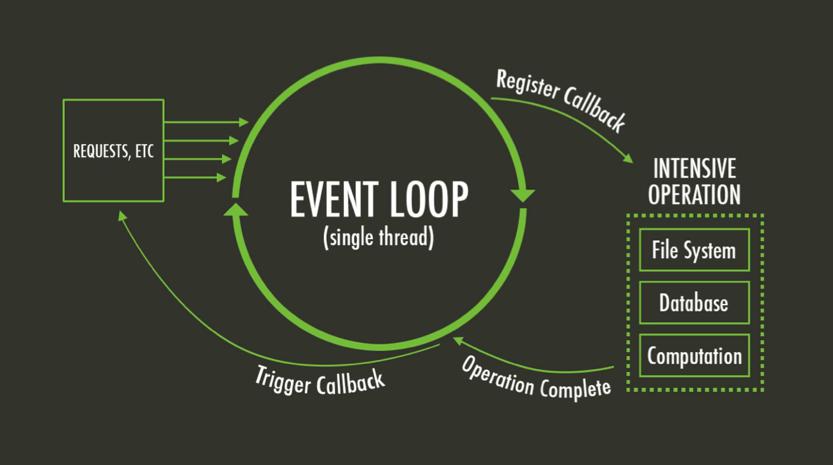 Register Callback
REQUESTS, ETC
INTENSIVE
OPERATION
EVENT LOOP
(single thread)
File System
Database
Computation
Trigger Callback
Operation Complete